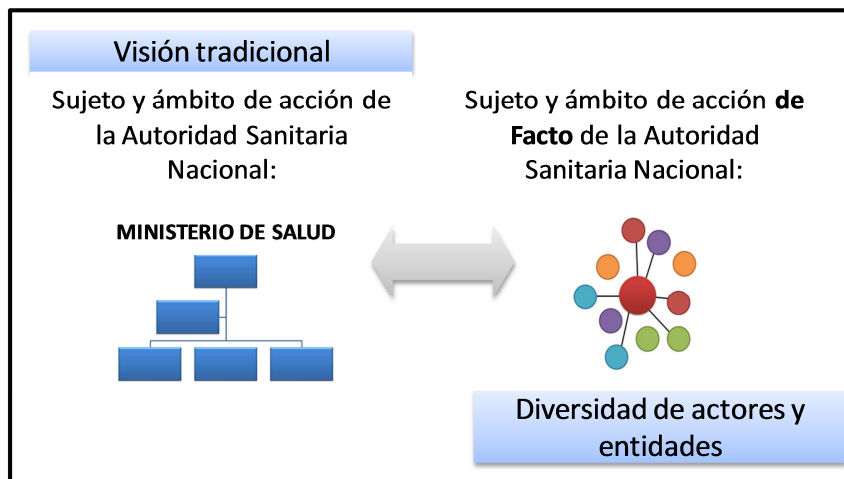 Visión tradicional
Sujeto y ámbito de acción de
la Autoridad Sanitaria
Nacional:
MINISTERIO DE SALUD
Sujeto y ámbito de acción de
Facto de la Autoridad
Sanitaria Nacional:
Diversidad de actores y
entidades